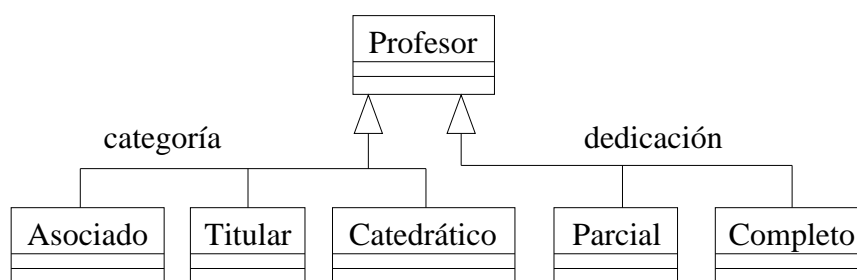 Profesor
categoría
dedicación
Asociado
Titular
Catedrático
Parcial
Completo